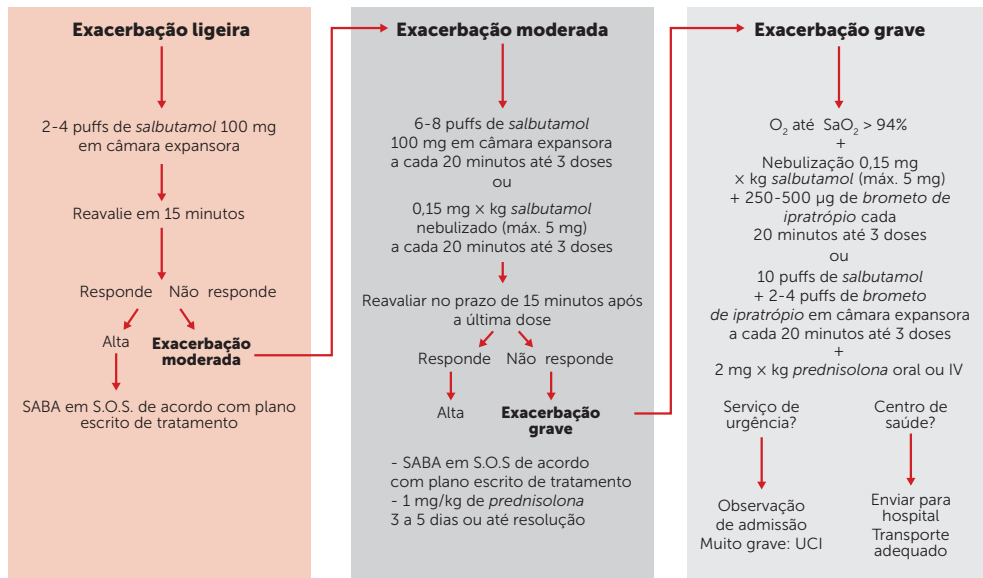 Exacerbação ligeira
2-4 puffs de salbutamol 100 mg
em câmara expansora
Reavalie em 15 minutos
Responde Não responde
Alta Exacerbação
moderada
SABA em S.O.S. de acordo com plano
escrito de tratamento
Exacerbação moderada
6-8 puffs de salbutamol
100 mg em câmara expansora
a cada 20 minutos até 3 doses
ou
0,15 mg × kg salbutamol
nebulizado (máx. 5 mg)
a cada 20 minutos até 3 doses
Reavaliar no prazo de 15 minutos após
a última dose
Responde Não responde
Alta Exacerbação
grave
- SABA em S.O.S de acordo
com plano escrito de tratamento
- 1 mg/kg de prednisolona
3 a 5 dias ou até resolução
Exacerbação grave
O₂ até SaO₂ > 94%
+
Nebulização 0,15 mg
× kg salbutamol (máx. 5 mg)
+ 250-500 µg de brometo de
ipratrópio cada
20 minutos até 3 doses
ou
10 puffs de salbutamol
+ 2-4 puffs de brometo
de ipratrópio em câmara expansora
a cada 20 minutos até 3 doses
+
2 mg × kg prednisolona oral ou IV
Serviço de
urgência?
Observação
de admissão
Muito grave: UCI
Centro de
saúde?
Enviar para
hospital
Transporte
adequado